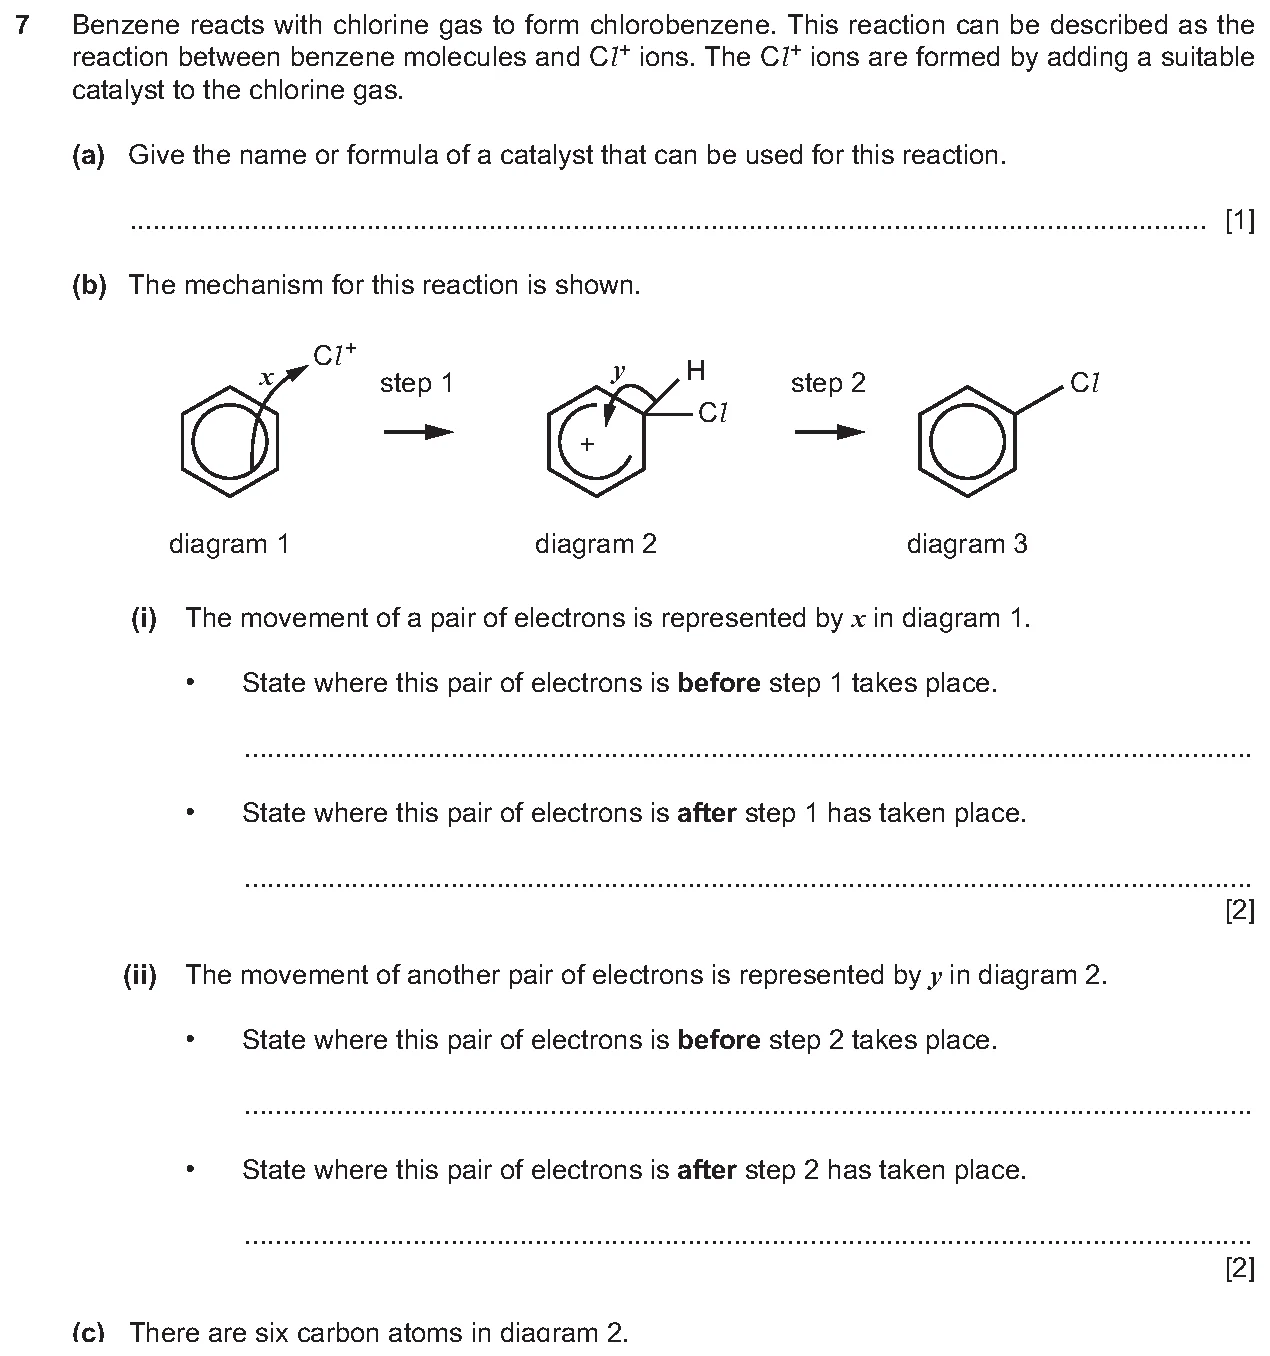 7 Benzene reacts with chlorine gas to form chlorobenzene. This reaction can be described as the
reaction between benzene molecules and Cl⁺ ions. The Cl⁺ ions are formed by adding a suitable
catalyst to the chlorine gas.
(a) Give the name or formula of a catalyst that can be used for this reaction.
.............................................................................................................................................. [1]
(b) The mechanism for this reaction is shown.
x Cl⁺ step 1 y H Cl + step 2 Cl
diagram 1 diagram 2 diagram 3
(i) The movement of a pair of electrons is represented by x in diagram 1.
• State where this pair of electrons is before step 1 takes place.
....................................................................................................................................
• State where this pair of electrons is after step 1 has taken place.
....................................................................................................................................
[2]
(ii) The movement of another pair of electrons is represented by y in diagram 2.
• State where this pair of electrons is before step 2 takes place.
....................................................................................................................................
• State where this pair of electrons is after step 2 has taken place.
....................................................................................................................................
[2]
(c) There are six carbon atoms in diagram 2.